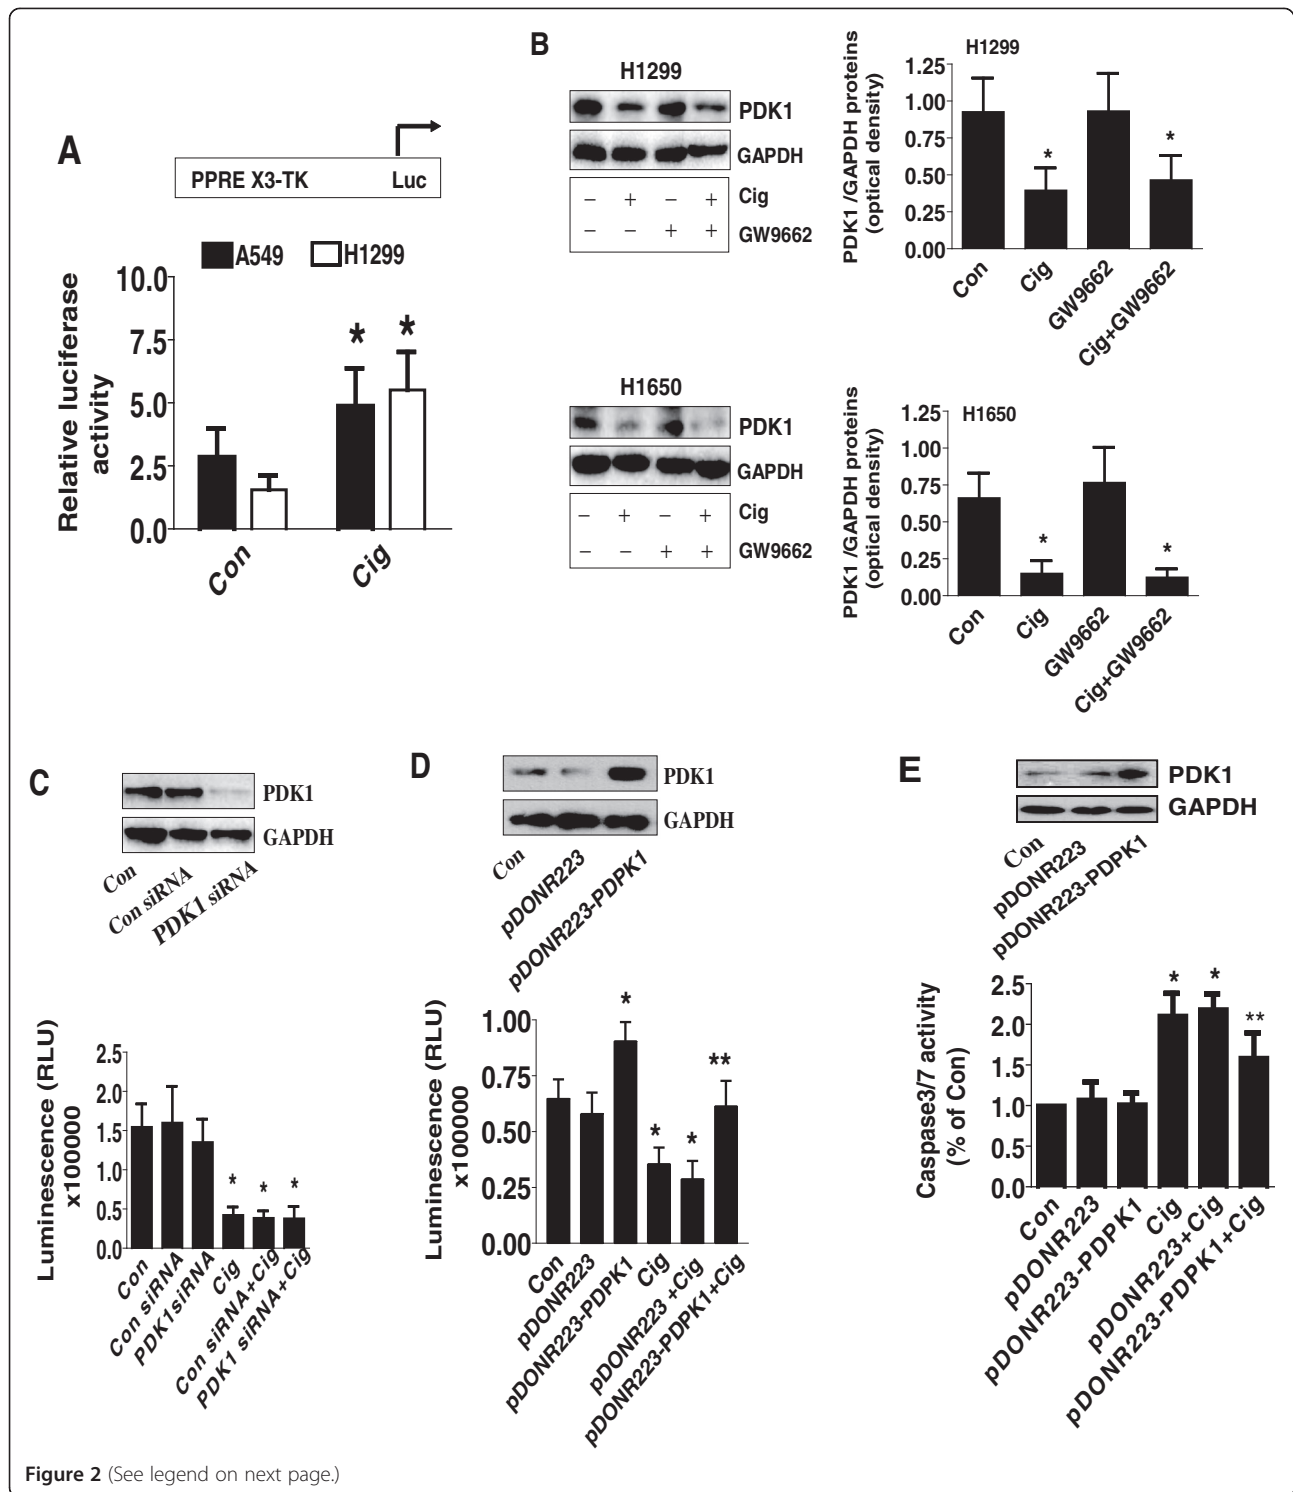 A
PPRE X3-TK Luc
A549 H1299
Relative luciferase
activity
10.0
7.5
5.0
2.5
0.0
* *
Con Cig
B
H1299
PDK1
GAPDH
− + − + Cig
− − + + GW9662
H1299
PDK1 /GAPDH proteins
(optical density)
1.25
1.00
0.75
0.50
0.25
0.00
* *
Con Cig GW9662 Cig+GW9662
H1650
PDK1
GAPDH
− + − + Cig
− − + + GW9662
H1650
PDK1 /GAPDH proteins
(optical density)
1.25
1.00
0.75
0.50
0.25
0.00
* *
Con Cig GW9662 Cig+GW9662
C
PDK1
GAPDH
Con Con siRNA PDK1 siRNA
Luminescence (RLU)
x100000
2.5
2.0
1.5
1.0
0.5
0.0
* * *
Con Con siRNA PDK1siRNA Cig Con siRNA+Cig PDK1 siRNA+Cig
D
PDK1
GAPDH
Con pDONR223 pDONR223-PDPK1
Luminescence (RLU)
x100000
1.00
0.75
0.50
0.25
0.00
* * * **
Con pDONR223 pDONR223-PDPK1 Cig pDONR223 +Cig pDONR223-PDPK1+Cig
E
PDK1
GAPDH
Con pDONR223 pDONR223-PDPK1
Caspase3/7 activity
(% of Con)
2.5
2.0
1.5
1.0
0.5
0.0
* * **
Con pDONR223 pDONR223-PDPK1 Cig pDONR223+Cig pDONR223-PDPK1+Cig
Figure 2 (See legend on next page.)